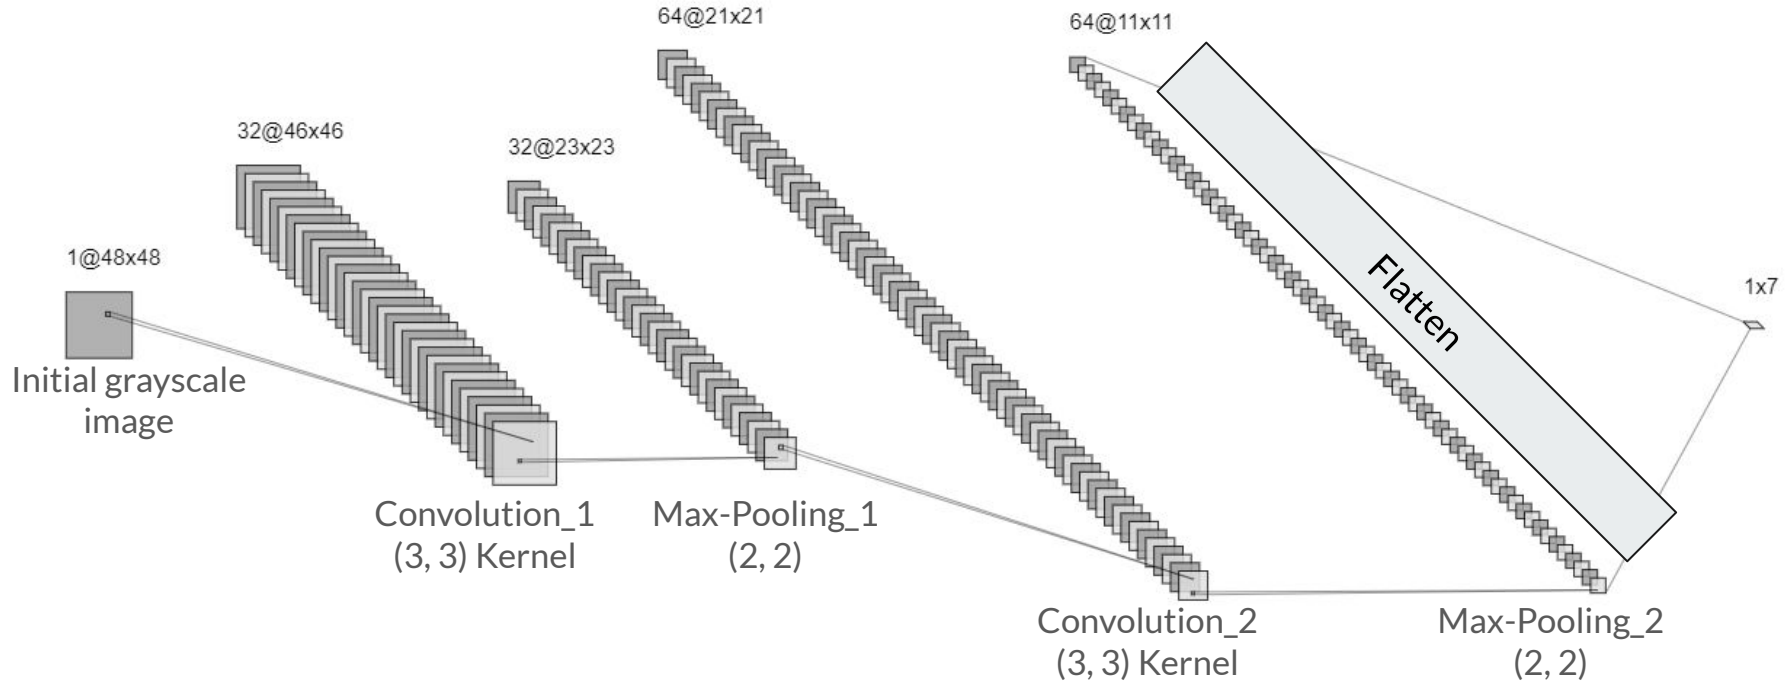 64@21x21
64@11x11
32@46x46
32@23x23
1@48x48
1x7
Flatten
Initial grayscale
image
Convolution_1
(3, 3) Kernel
Max-Pooling_1
(2, 2)
Convolution_2
(3, 3) Kernel
Max-Pooling_2
(2, 2)